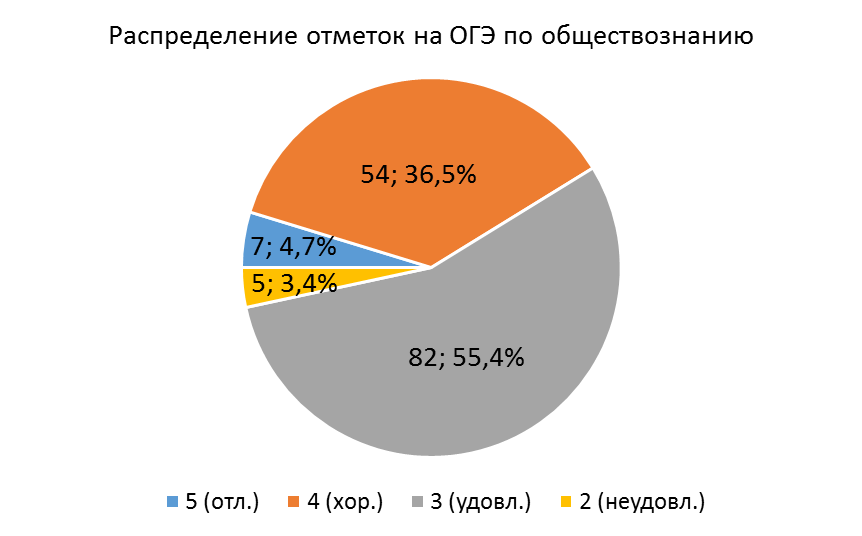 Распределение отметок на ОГЭ по обществознанию
54; 36,5%
7; 4,7%
5; 3,4%
82; 55,4%
5 (отл.) 4 (хор.) 3 (удовл.) 2 (неудовл.)